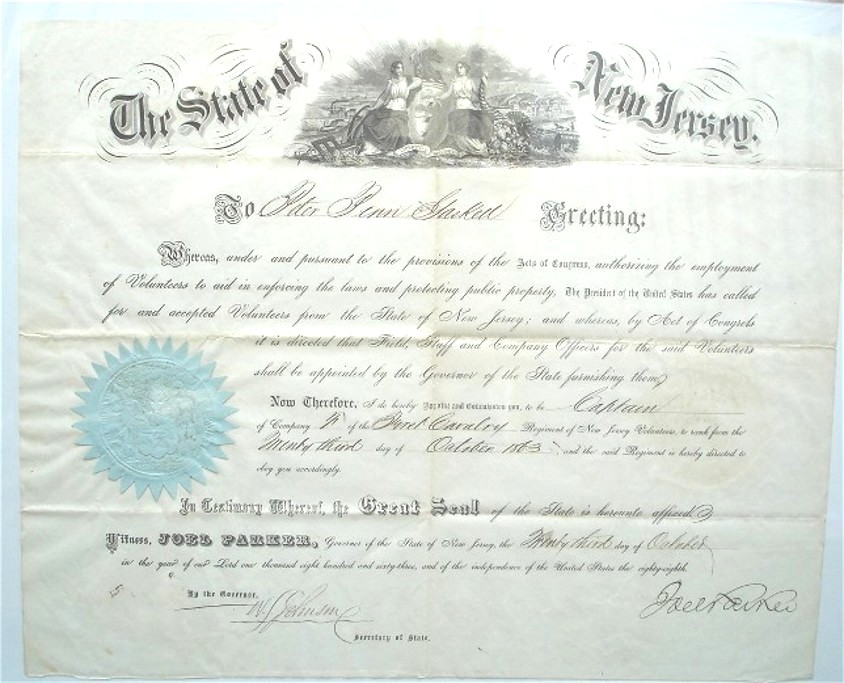 The State of New Jersey.
To Peter Penn Gaskell Greeting:
Whereas, under and pursuant to the provisions of the Acts of Congress, authorizing the employment
of Volunteers to aid in enforcing the laws and protecting public property, The President of the United States has called
for and accepted Volunteers from the State of New Jersey; and whereas, by Act of Congress
it is directed that Field, Staff and Company Officers for the said Volunteers
shall be appointed by the Governor of the State furnishing them,
Now Therefore, I do hereby Appoint and Commission you, to be Captain
of Company of the First Cavalry Regiment of New Jersey Volunteers, to rank from the
Twenty third day of October 1863; and the said Regiment is hereby directed to
obey you accordingly.
In Testimony Whereof, the Great Seal of the State is hereunto affixed,
Witness, JOEL PARKER, Governor of the State of New Jersey, the Twenty third day of October
in the year of our Lord one thousand eight hundred and sixty-three, and of the independence of the United States the eighty-eighth.
By the Governor,
Johnson
Joel Parker
Secretary of State.